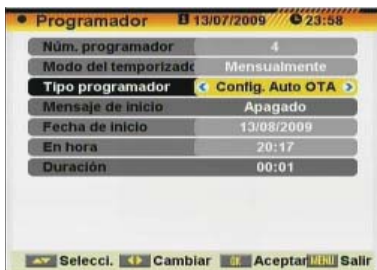 Programador 13/07/2009 23:58
Núm. programador 4
Modo del temporizado Mensualmente
Tipo programador Config. Auto OTA
Mensaje de inicio Apagado
Fecha de inicio 13/08/2009
En hora 20:17
Duración 00:01
Selecci. Cambiar OK Aceptar MENU Salir